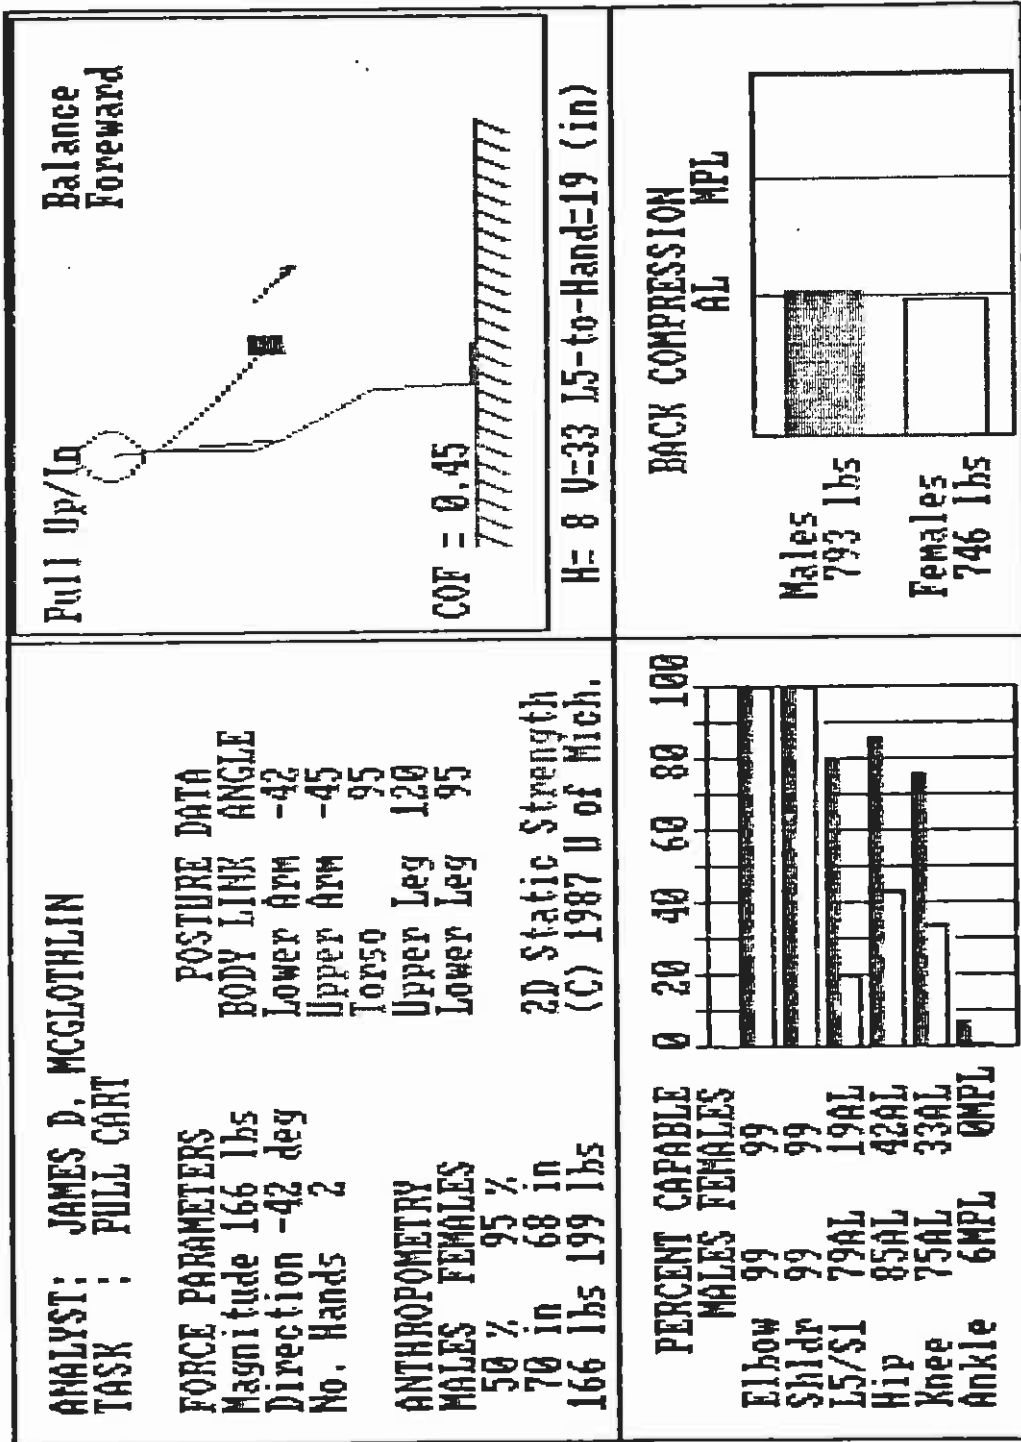 ANALYST: JAMES D. MCGLOTHLIN
TASK : PULL CART
FORCE PARAMETERS
Magnitude 166 lbs
Direction -42 deg
No. Hands 2
POSTURE DATA
BODY LINK ANGLE
Lower Arm -42
Upper Arm -45
Torso 95
Upper Leg 120
Lower Leg 95
ANTHROPOMETRY
MALES FEMALES
50 % 95 %
70 in 68 in
166 lbs 199 lbs
2D Static Strength
(C) 1987 U of Mich.
Pull Up/In
Balance
Foreward
COF = 0.45
H= 8 V=33 L5-to-Hand=19 (in)
PERCENT CAPABLE
MALES FEMALES
0 20 40 60 80 100
Elbow 99 99
Shldr 99 99
L5/S1 79AL 19AL
Hip 85AL 42AL
Knee 75AL 33AL
Ankle 6MPL 0MPL
BACK COMPRESSION
AL MPL
Males
793 lbs
Females
746 lbs